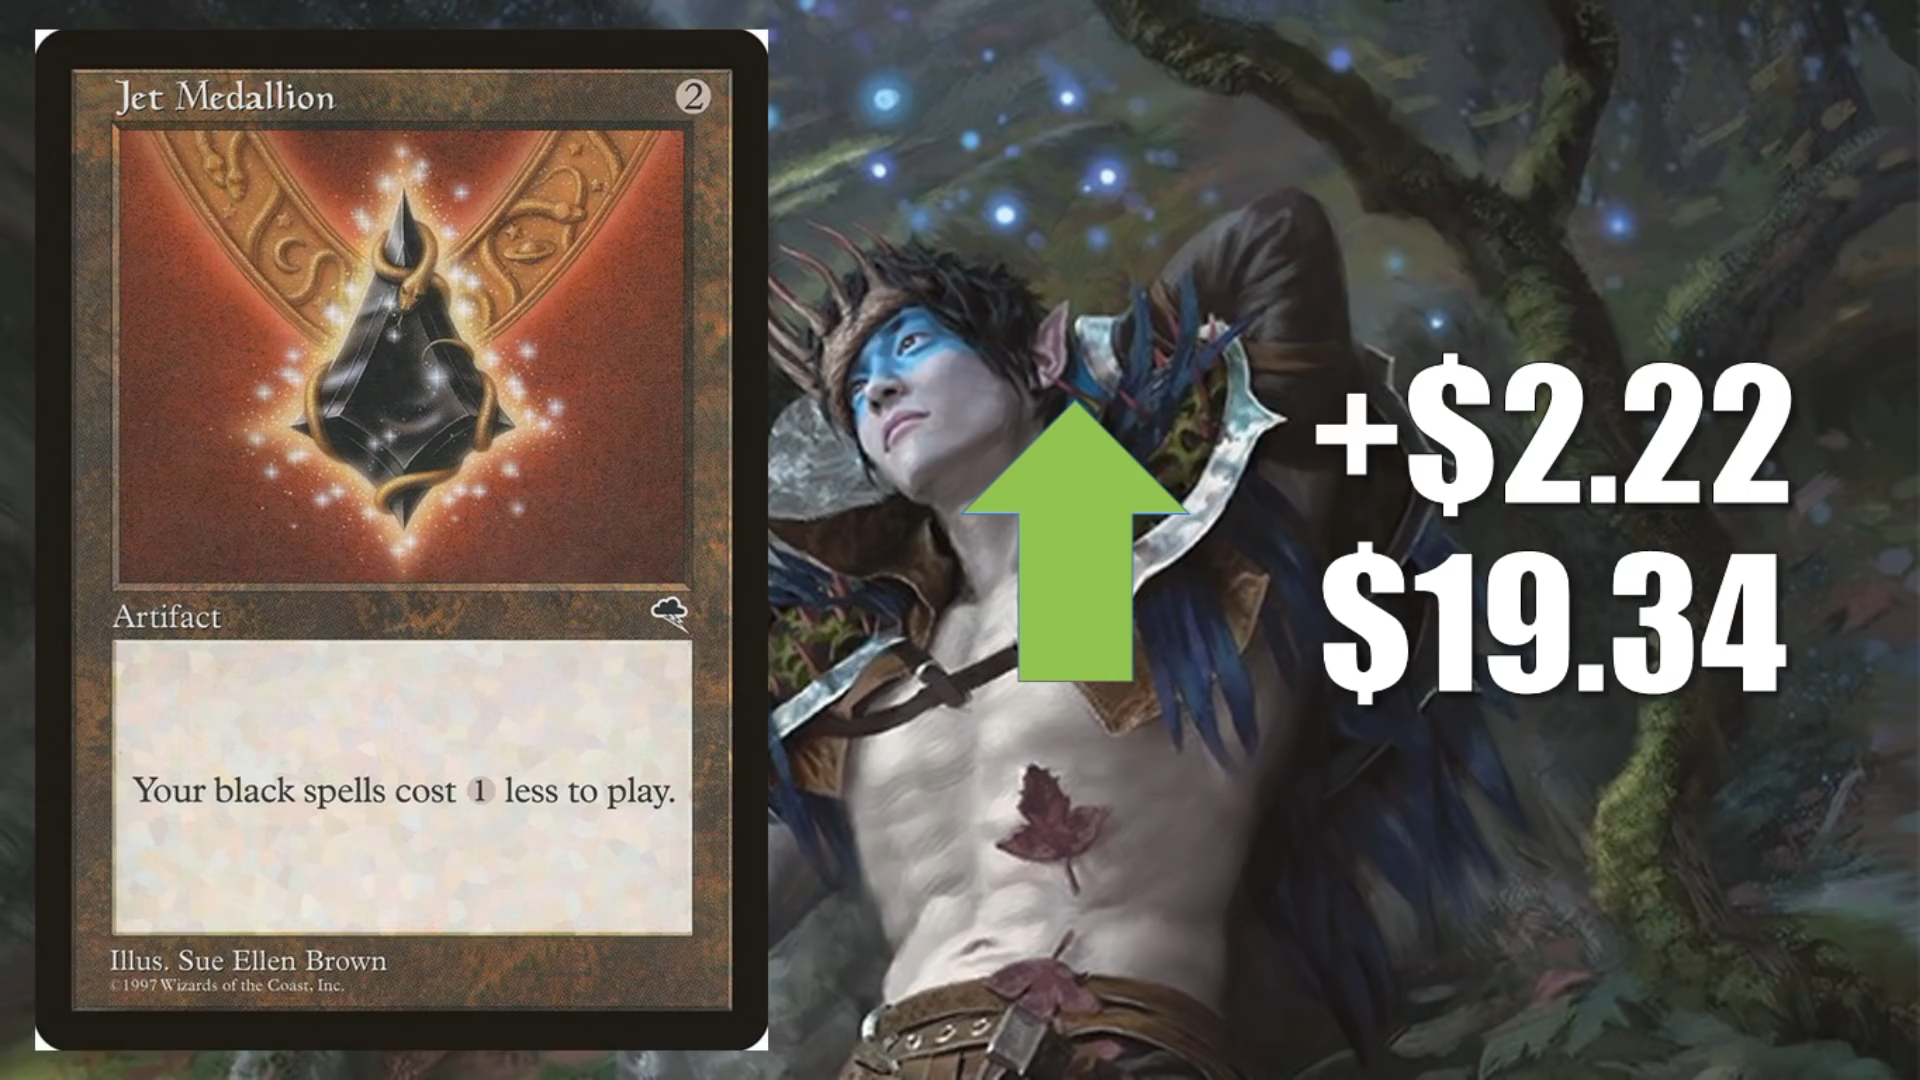 Jet Medallion 2
Artifact
Your black spells cost 1 less to play.
Illus. Sue Ellen Brown
©1997 Wizards of the Coast, Inc.
+$2.22
$19.34